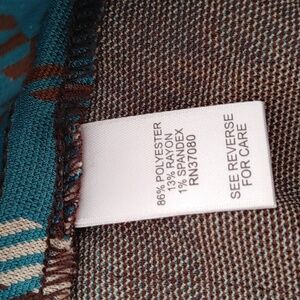 86% POLYESTER
13% RAYON
1% SPANDEX
RN37080
SEE REVERSE
FOR CARE